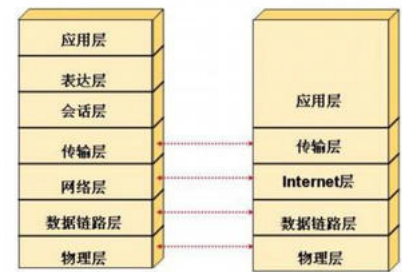 应用层
表达层
会话层
传输层
网络层
数据链路层
物理层
应用层
传输层
Internet层
数据链路层
物理层